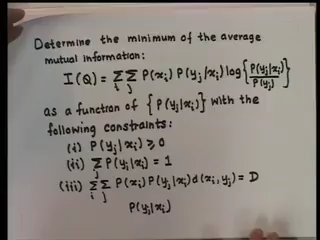 Determine the minimum of the average
mutual information:
I(Q) = ∑∑ P(xi) P(yj/xi) log{P(yj/xi)/P(yj)}
i j
as a function of {P(yj|xi)} with the
following constraints:
(i) P(yj|xi) ≥ 0
(ii) ∑ P(yj|xi) = 1
j
(iii) ∑∑ P(xi)P(yj|xi)d(xi,yj) = D
i j
P(yj|xi)